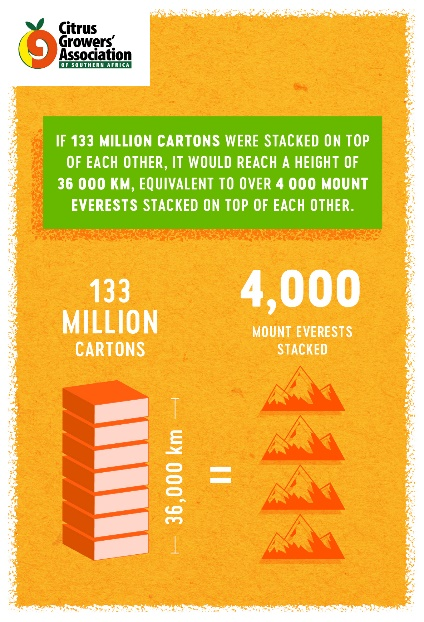 Citrus
Growers'
Association
OF SOUTHERN AFRICA
IF 133 MILLION CARTONS WERE STACKED ON TOP
OF EACH OTHER, IT WOULD REACH A HEIGHT OF
36 000 KM, EQUIVALENT TO OVER 4 000 MOUNT
EVERESTS STACKED ON TOP OF EACH OTHER.
133
MILLION
CARTONS
4,000
MOUNT EVERESTS
STACKED
36,000 km
=